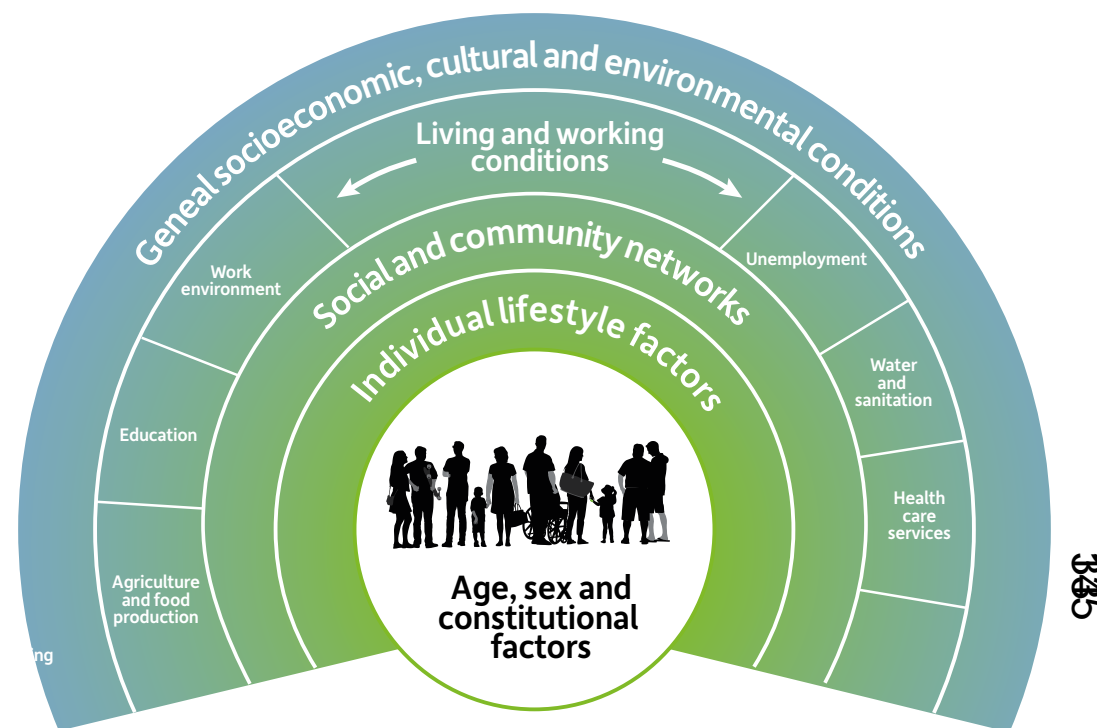 Geneal socioeconomic, cultural and environmental conditions
Living and working
conditions
Social and community networks
Individual lifestyle factors
Work
environment
Unemployment
Education
Water
and
sanitation
Agriculture
and food
production
Health
care
services
Age, sex and
constitutional
factors
ing